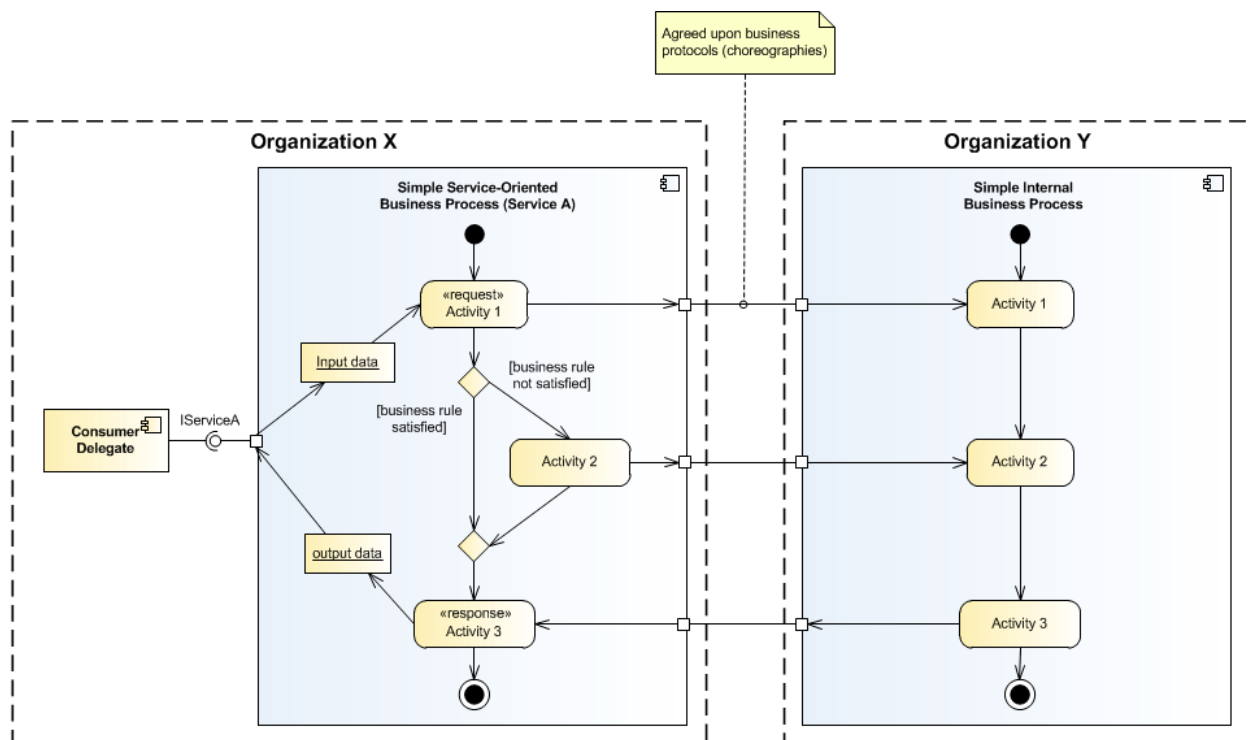 Agreed upon business
protocols (choreographies)
Organization X
Organization Y
Simple Service-Oriented
Business Process (Service A)
Simple Internal
Business Process
«request»
Activity 1
Activity 1
Input data
[business rule
not satisfied]
[business rule
satisfied]
IServiceA
Consumer
Delegate
Activity 2
Activity 2
output data
«response»
Activity 3
Activity 3